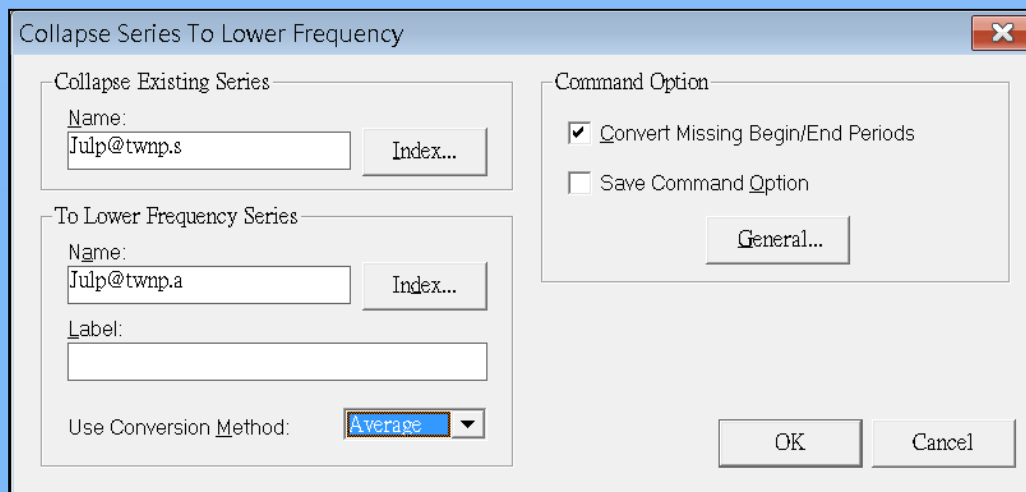 Collapse Series To Lower Frequency
Collapse Existing Series
Name:
Julp@twnp.s
Index...
To Lower Frequency Series
Name:
Julp@twnp.a
Index...
Label:
Use Conversion Method:
Average
Command Option
Convert Missing Begin/End Periods
Save Command Option
General...
OK
Cancel